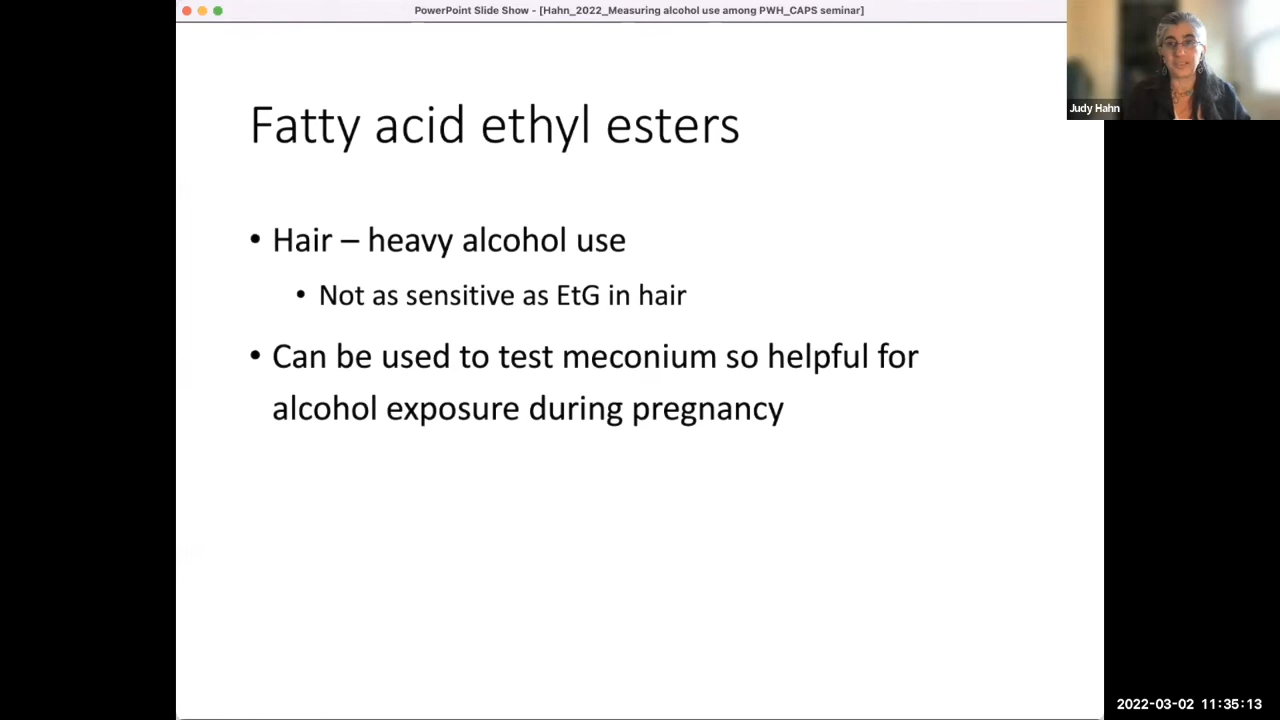 PowerPoint Slide Show - [Hahn_2022_Measuring alcohol use among PWH_CAPS seminar]
Judy Hahn
Fatty acid ethyl esters
• Hair – heavy alcohol use
• Not as sensitive as EtG in hair
• Can be used to test meconium so helpful for
alcohol exposure during pregnancy
2022-03-02 11:35:13